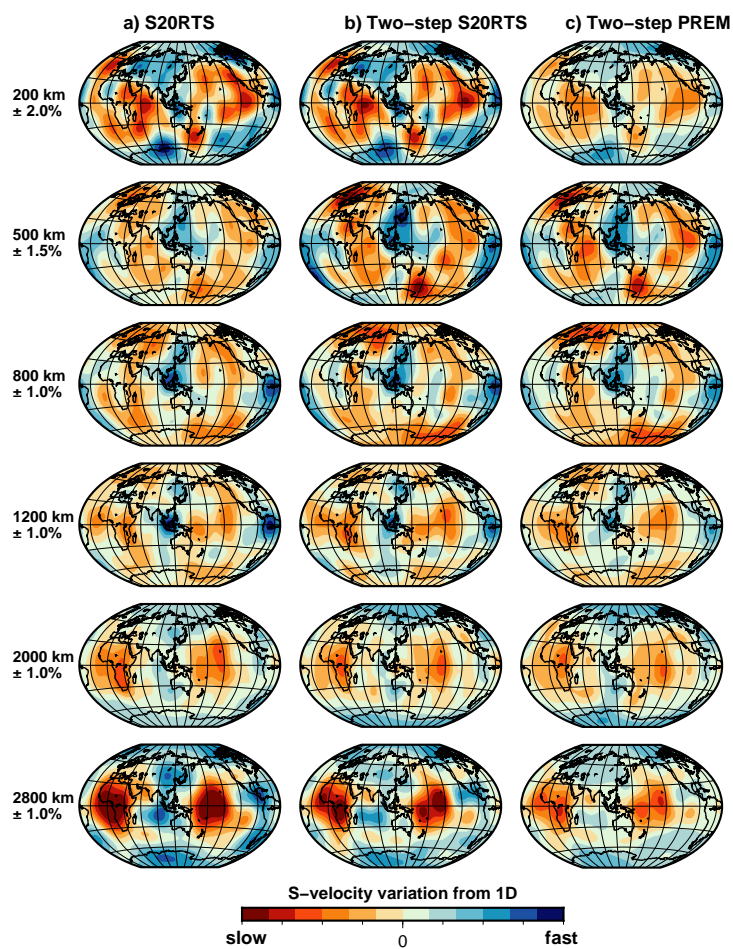 a) S20RTS b) Two−step S20RTS c) Two−step PREM
200 km
± 2.0%
500 km
± 1.5%
800 km
± 1.0%
1200 km
± 1.0%
2000 km
± 1.0%
2800 km
± 1.0%
S−velocity variation from 1D
slow 0 fast